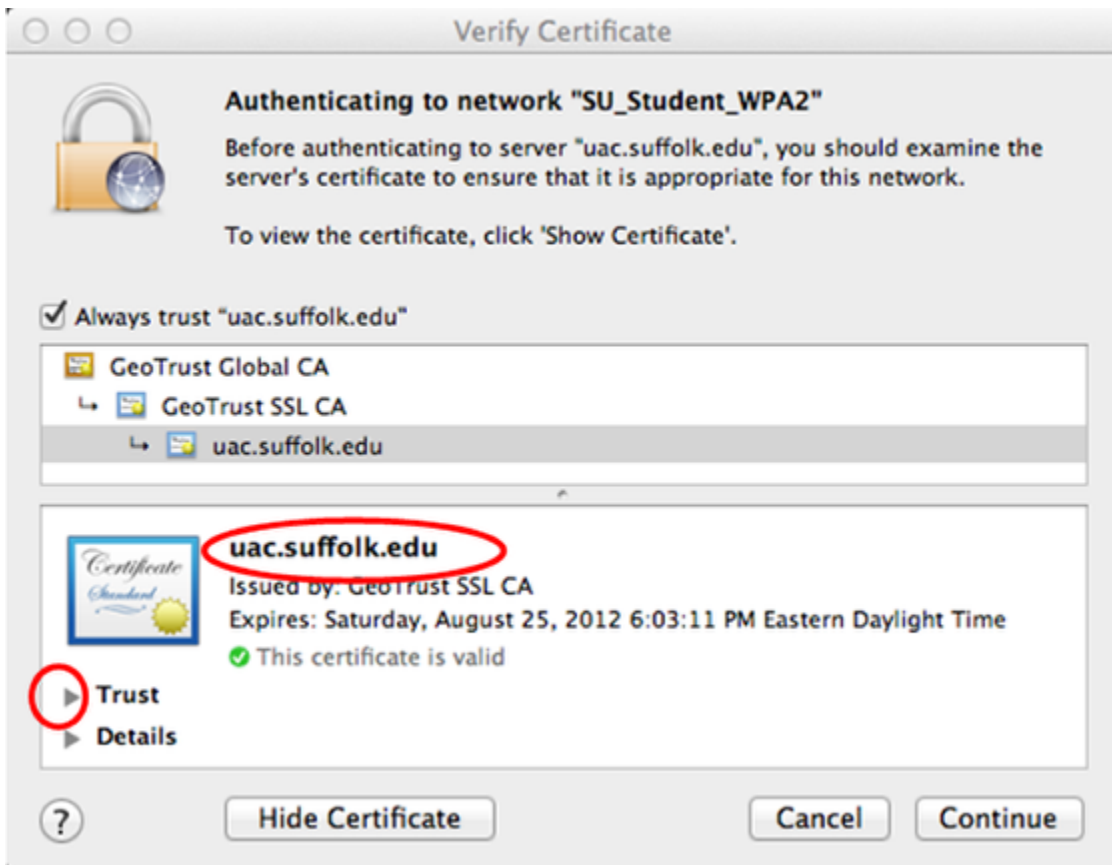 Verify Certificate
Authenticating to network "SU_Student_WPA2"
Before authenticating to server "uac.suffolk.edu", you should examine the
server's certificate to ensure that it is appropriate for this network.
To view the certificate, click 'Show Certificate'.
Always trust "uac.suffolk.edu"
GeoTrust Global CA
GeoTrust SSL CA
uac.suffolk.edu
Certificate
Standard
uac.suffolk.edu
Issued by: GeoTrust SSL CA
Expires: Saturday, August 25, 2012 6:03:11 PM Eastern Daylight Time
This certificate is valid
Trust
Details
?
Hide Certificate
Cancel
Continue